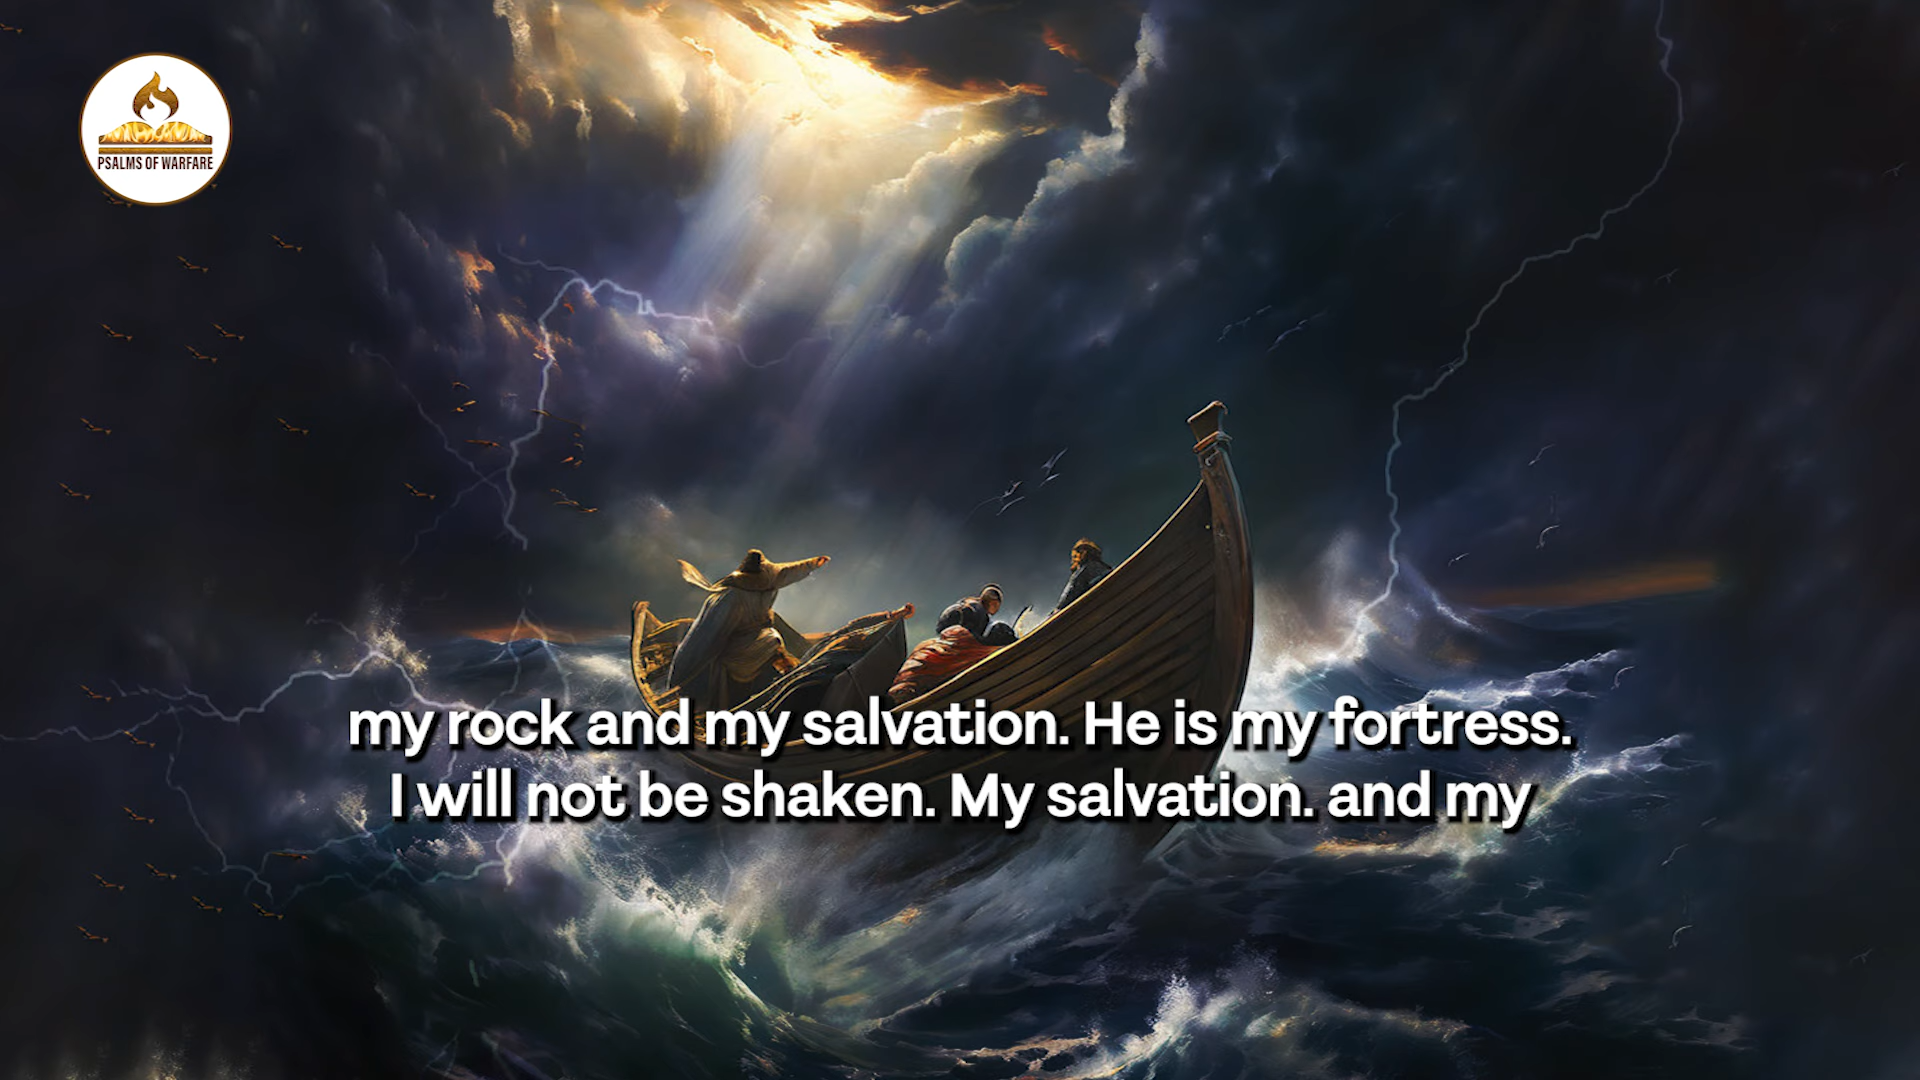 PSALMS OF WARFARE
my rock and my salvation. He is my fortress.
I will not be shaken. My salvation. and my